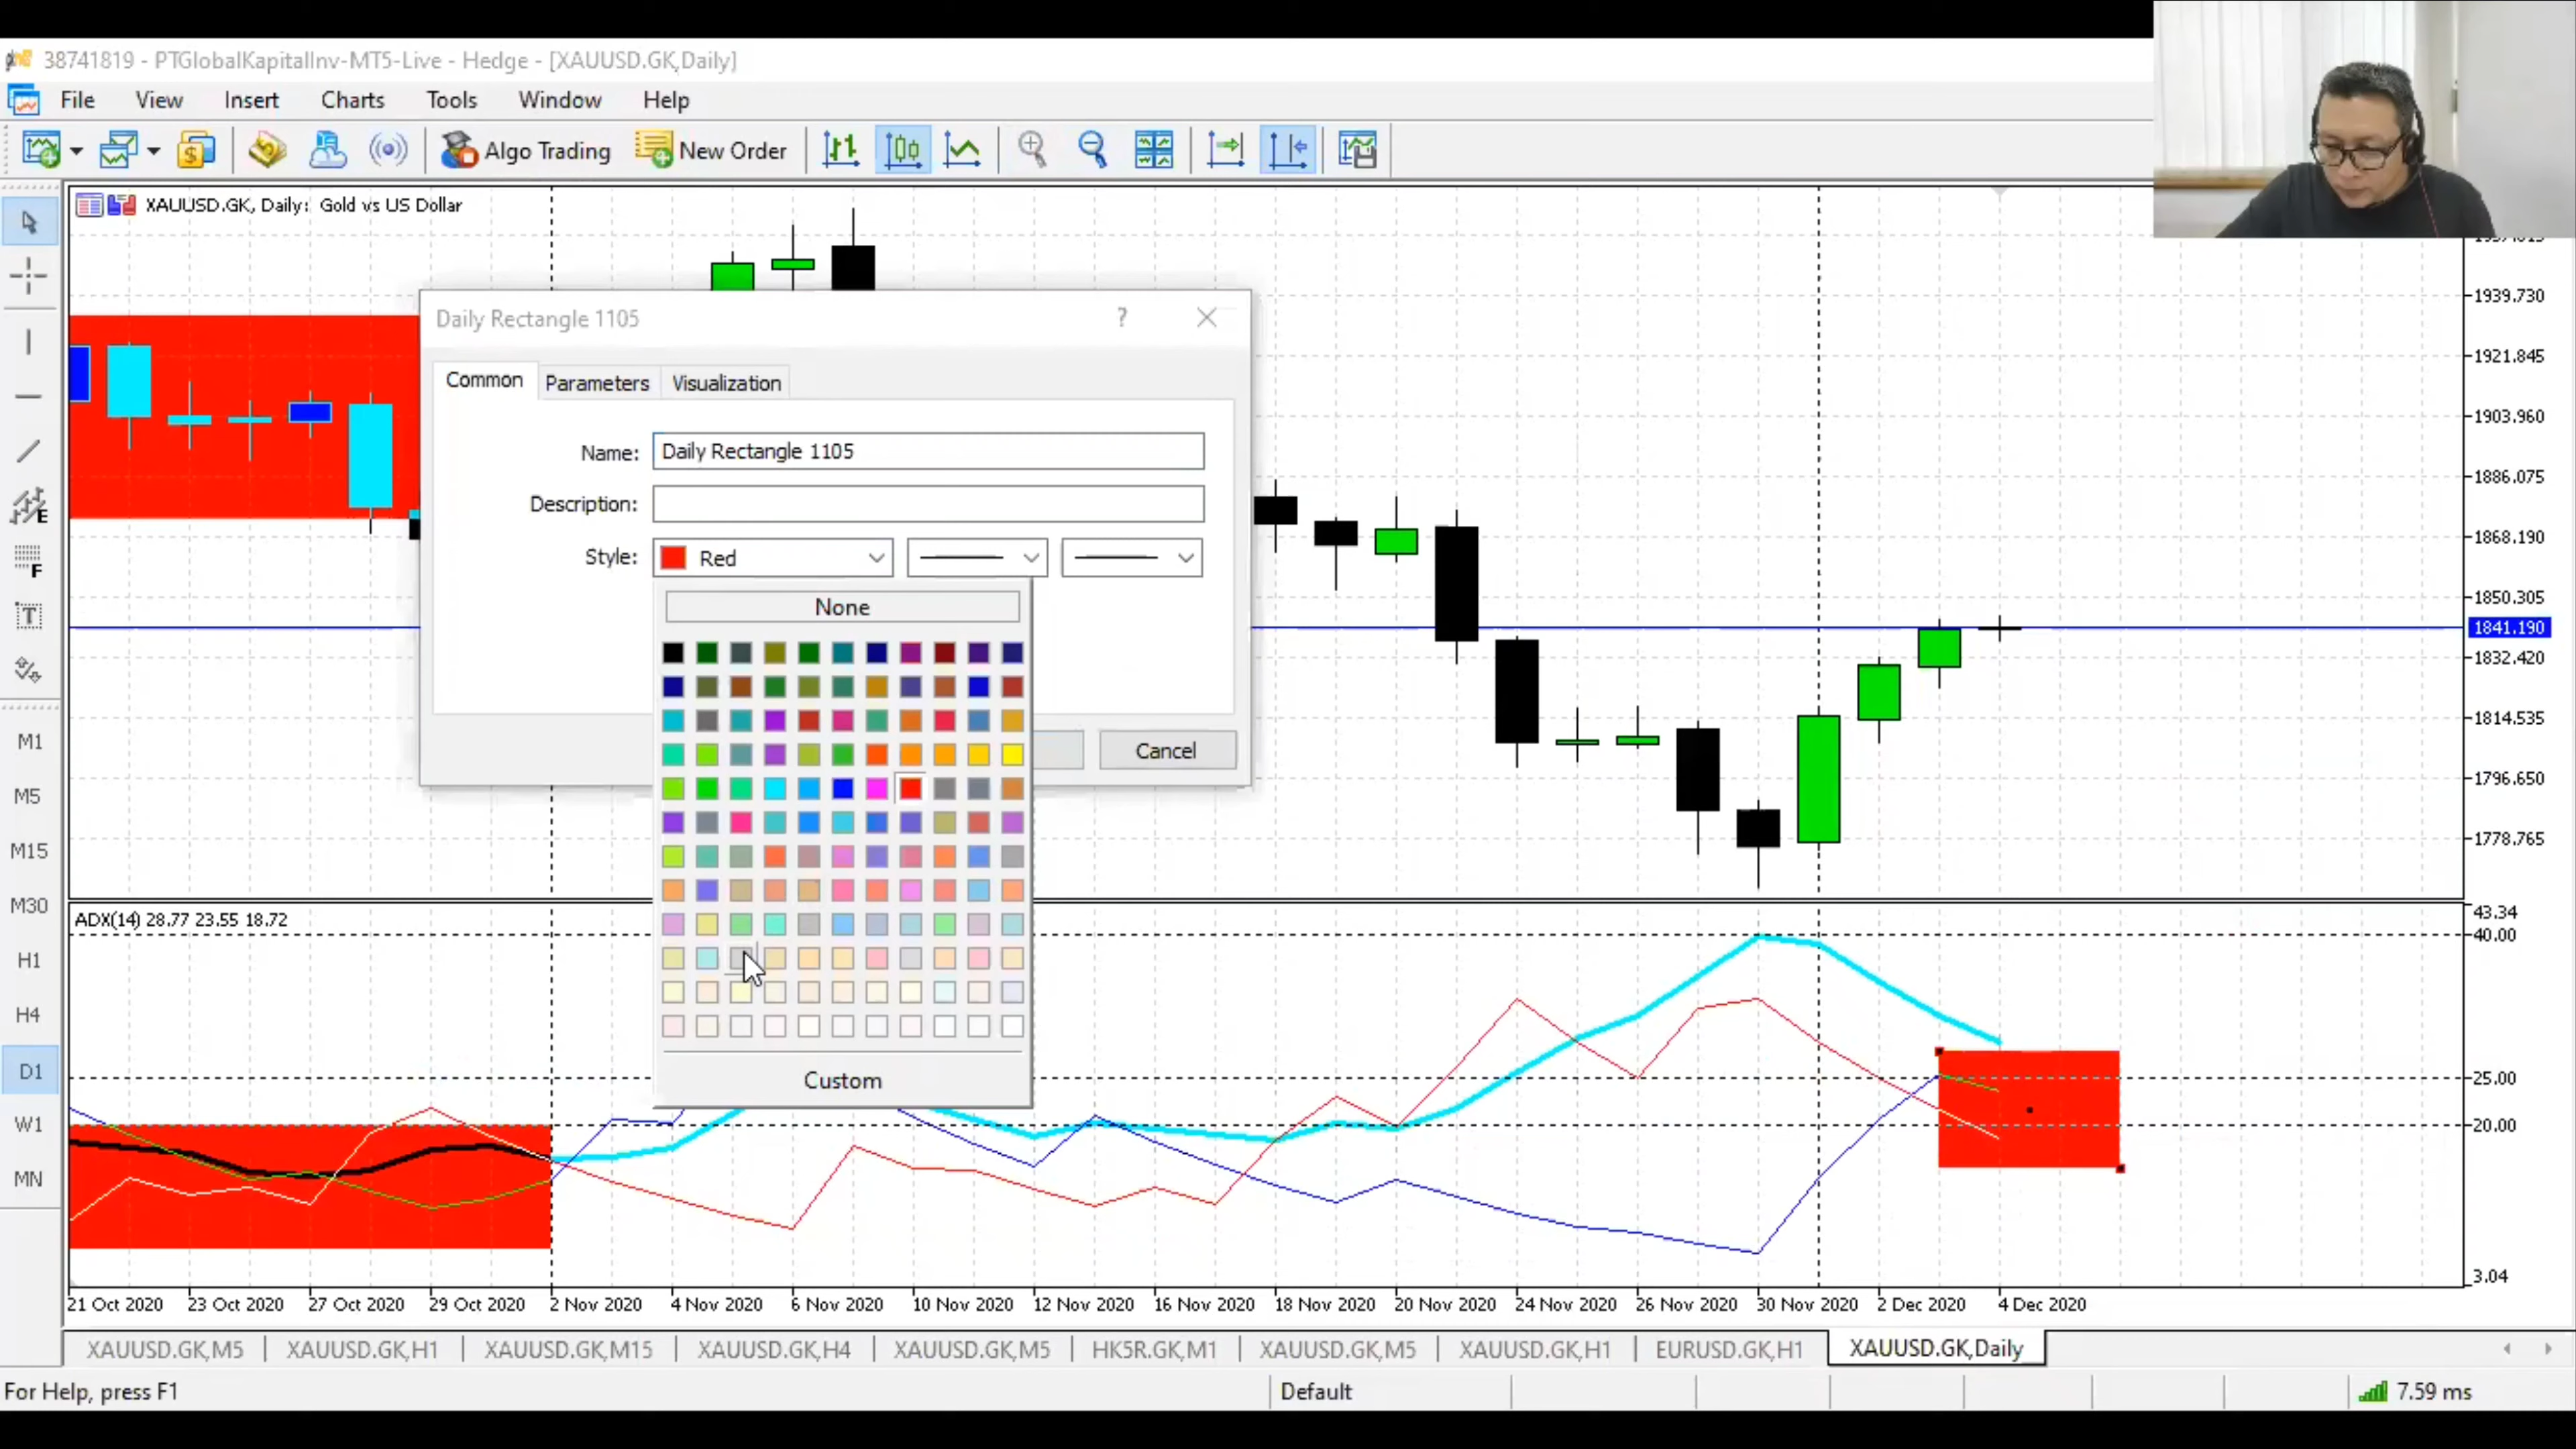 38741819 - PTGlobalKapitalInv-MT5-Live - Hedge - [XAUUSD.GK,Daily]
File View Insert Charts Tools Window Help
Algo Trading New Order
XAUUSD.GK, Daily: Gold vs US Dollar
1939.730
1921.845
1903.960
1886.075
1868.190
1850.305
1841.190
1832.420
1814.535
1796.650
1778.765
Daily Rectangle 1105 ?
Common Parameters Visualization
Name: Daily Rectangle 1105
Description:
Style: Red
None
Custom
Cancel
E
F
T
M1
M5
M15
M30
H1
H4
D1
W1
MN
ADX(14) 28.77 23.55 18.72
43.34
40.00
25.00
20.00
3.04
21 Oct 2020 23 Oct 2020 27 Oct 2020 29 Oct 2020 2 Nov 2020 4 Nov 2020 6 Nov 2020 10 Nov 2020 12 Nov 2020 16 Nov 2020 18 Nov 2020 20 Nov 2020 24 Nov 2020 26 Nov 2020 30 Nov 2020 2 Dec 2020 4 Dec 2020
XAUUSD.GK,M5 XAUUSD.GK,H1 XAUUSD.GK,M15 XAUUSD.GK,H4 XAUUSD.GK,M5 HK5R.GK,M1 XAUUSD.GK,M5 XAUUSD.GK,H1 EURUSD.GK,H1 XAUUSD.GK,Daily
For Help, press F1 Default 7.59 ms